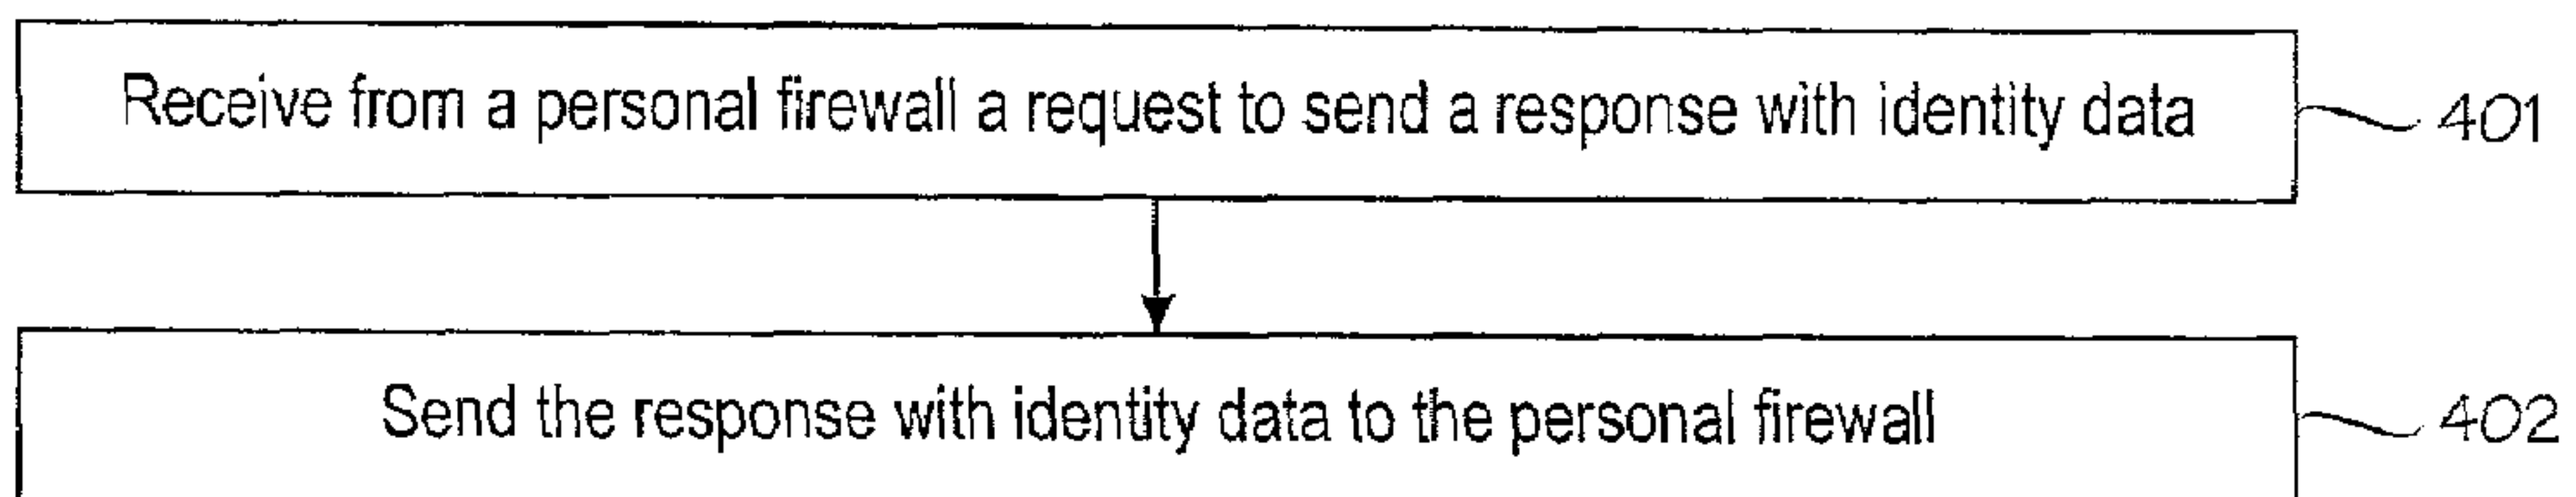 Receive from a personal firewall a request to send a response with identity data
401
Send the response with identity data to the personal firewall
402